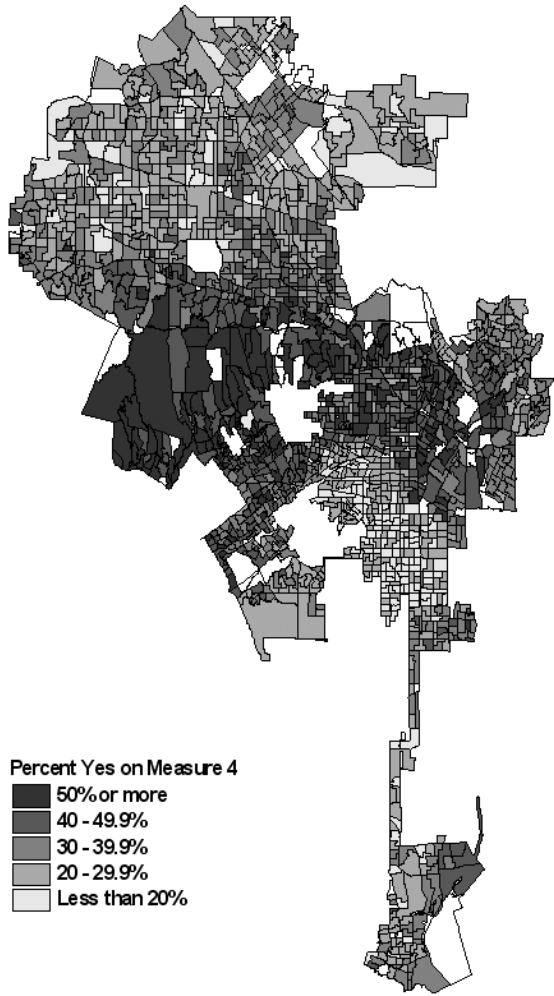 Percent Yes on Measure 4
50% or more
40 - 49.9%
30 - 39.9%
20 - 29.9%
Less than 20%